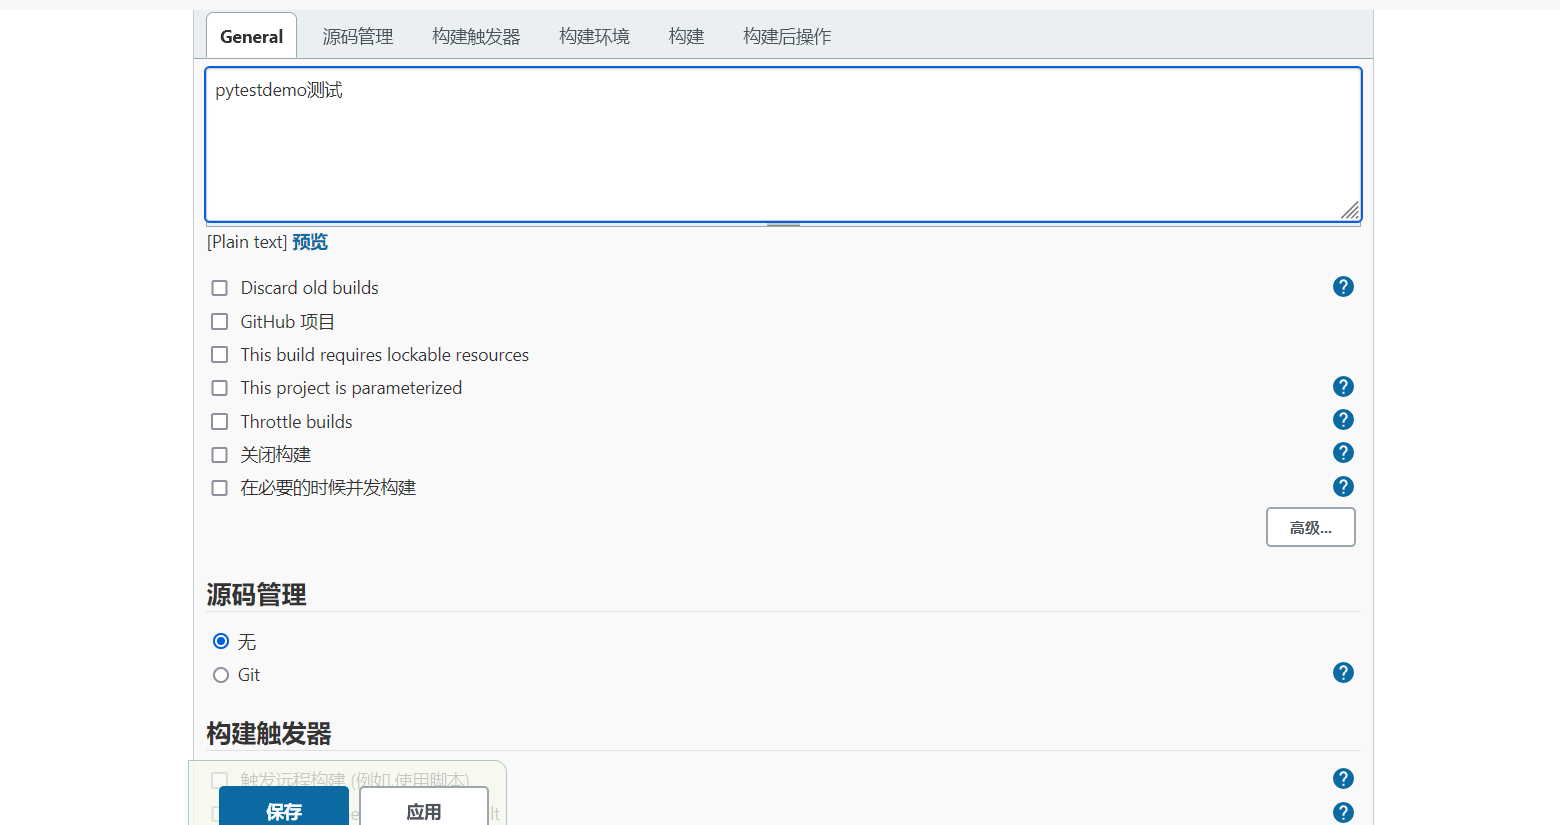 General 源码管理 构建触发器 构建环境 构建 构建后操作
pytestdemo测试
[Plain text] 预览
Discard old builds
GitHub 项目
This build requires lockable resources
This project is parameterized
Throttle builds
关闭构建
在必要的时候并发构建
高级...
源码管理
无
Git
构建触发器
触发远程构建 (例如,使用脚本)
保存 应用